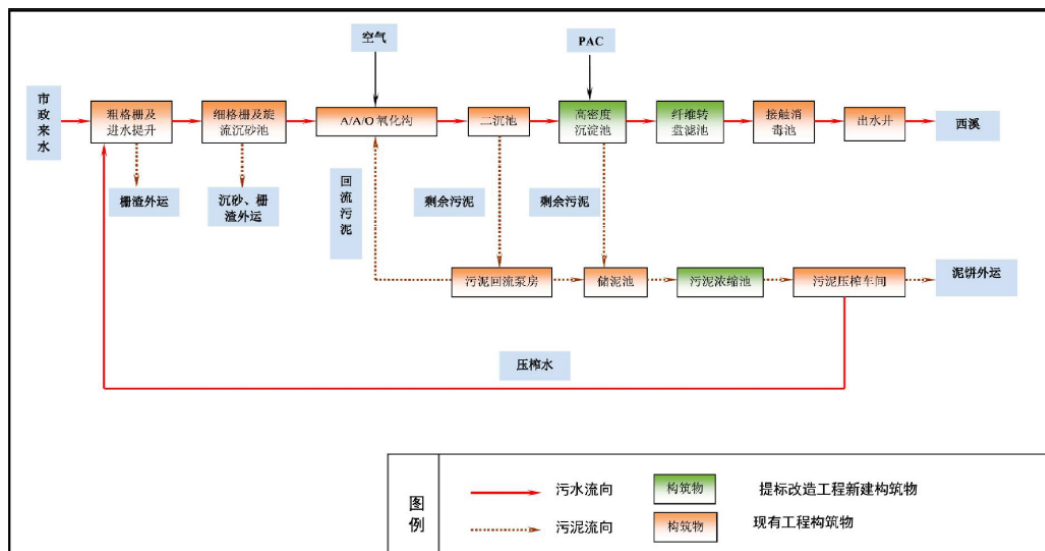 空气
PAC
市政来水
粗格栅及
进水提升
细格栅及旋
流沉砂池
A/A/O氧化沟
二沉池
高密度
沉淀池
纤维转
盘滤池
接触消
毒池
出水井
西溪
栅渣外运
沉砂、栅
渣外运
回流污泥
剩余污泥
剩余污泥
污泥回流泵房
储泥池
污泥浓缩池
污泥压榨车间
泥饼外运
压榨水
图例
污水流向
构筑物
提标改造工程新建构筑物
污泥流向
构筑物
现有工程构筑物